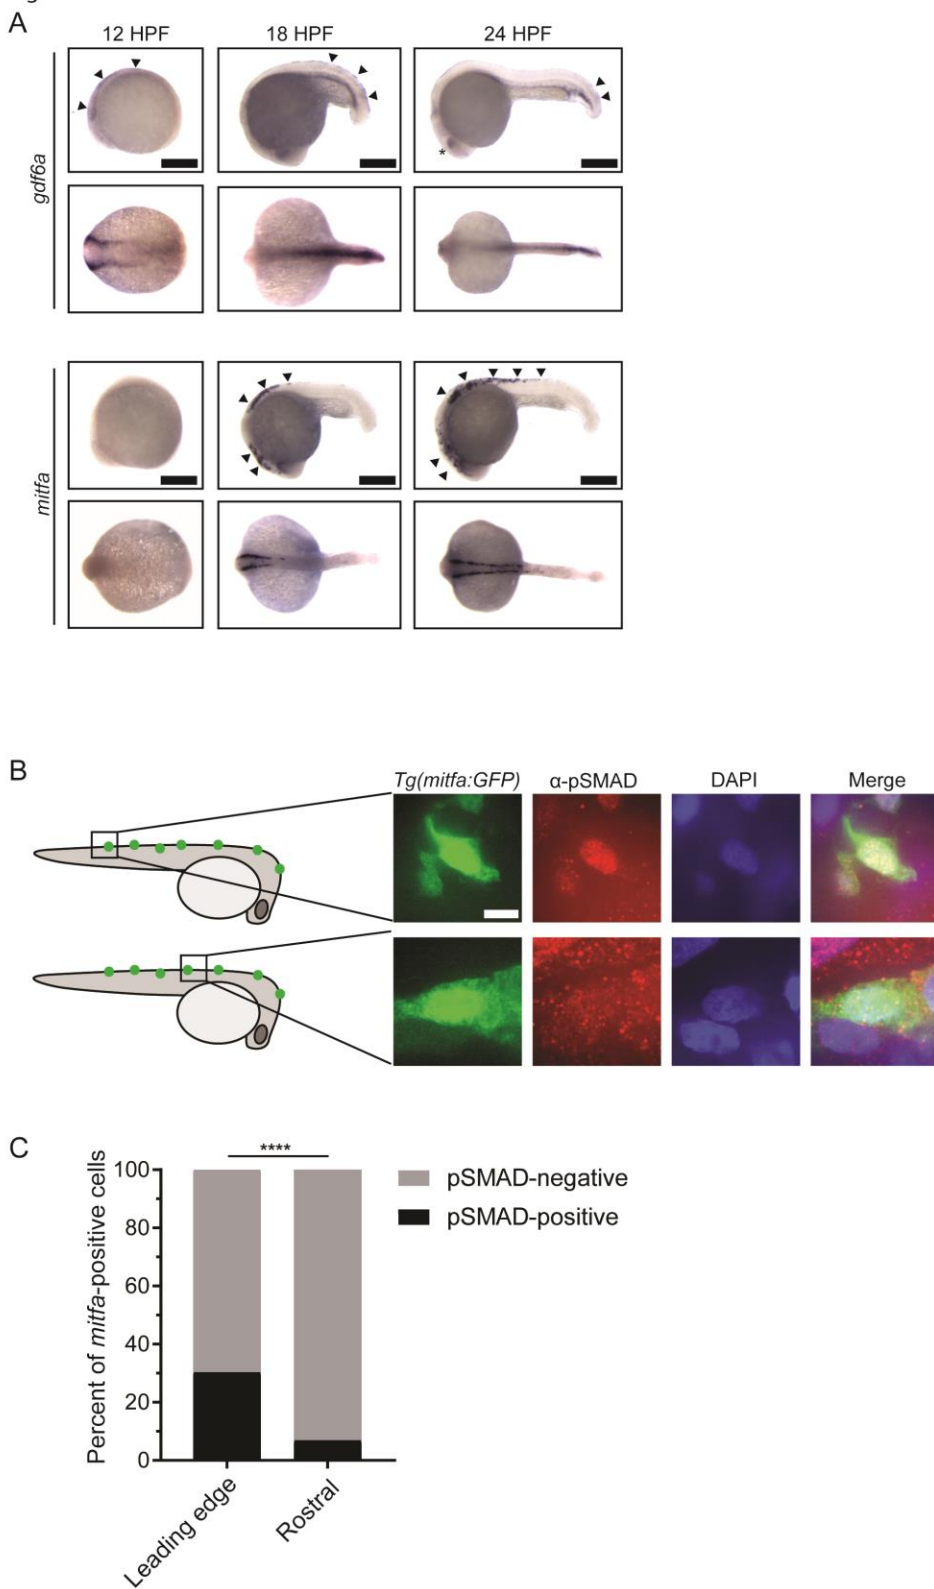 A
12 HPF
18 HPF
24 HPF
gdf6a
*
mitfa
B
Tg(mitfa:GFP)
α-pSMAD
DAPI
Merge
C
****
100
80
60
40
20
0
Percent of mitfa-positive cells
pSMAD-negative
pSMAD-positive
Leading edge
Rostral